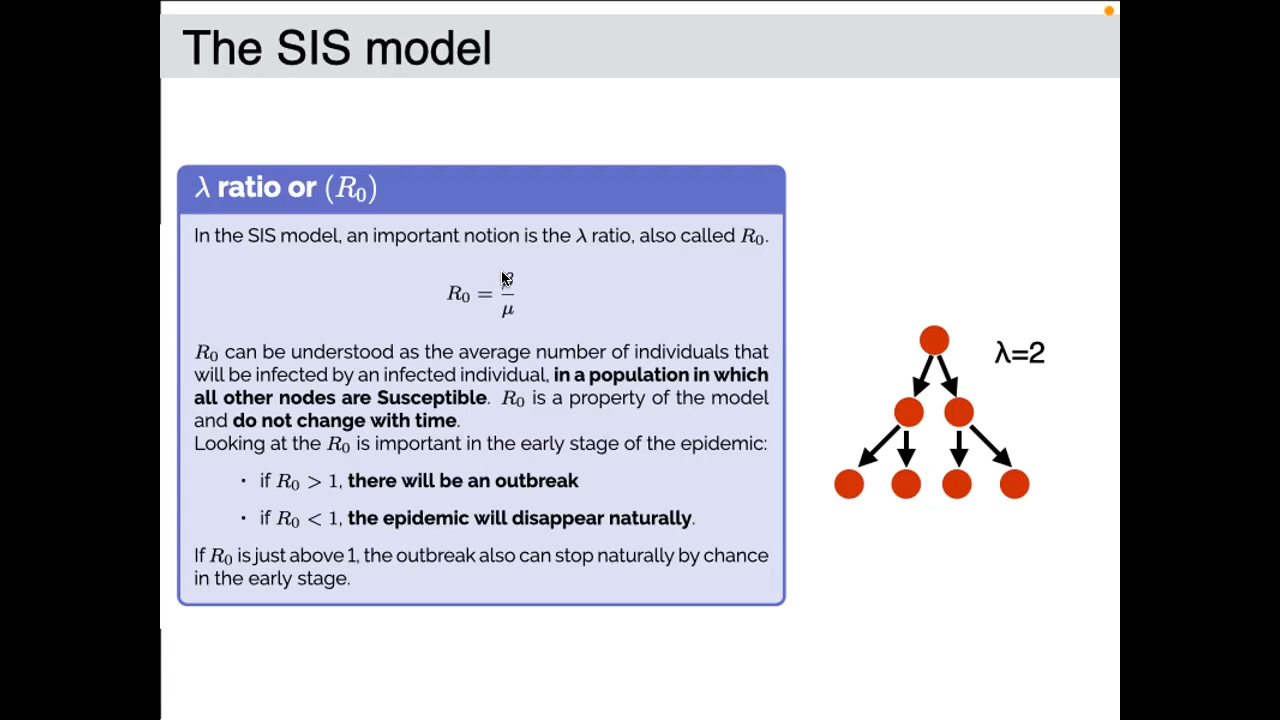 The SIS model
λ ratio or (R₀)
In the SIS model, an important notion is the λ ratio, also called R₀.
R₀ = β/μ
R₀ can be understood as the average number of individuals that
will be infected by an infected individual, in a population in which
all other nodes are Susceptible. R₀ is a property of the model
and do not change with time.
Looking at the R₀ is important in the early stage of the epidemic:
• if R₀ > 1, there will be an outbreak
• if R₀ < 1, the epidemic will disappear naturally.
If R₀ is just above 1, the outbreak also can stop naturally by chance
in the early stage.
λ=2